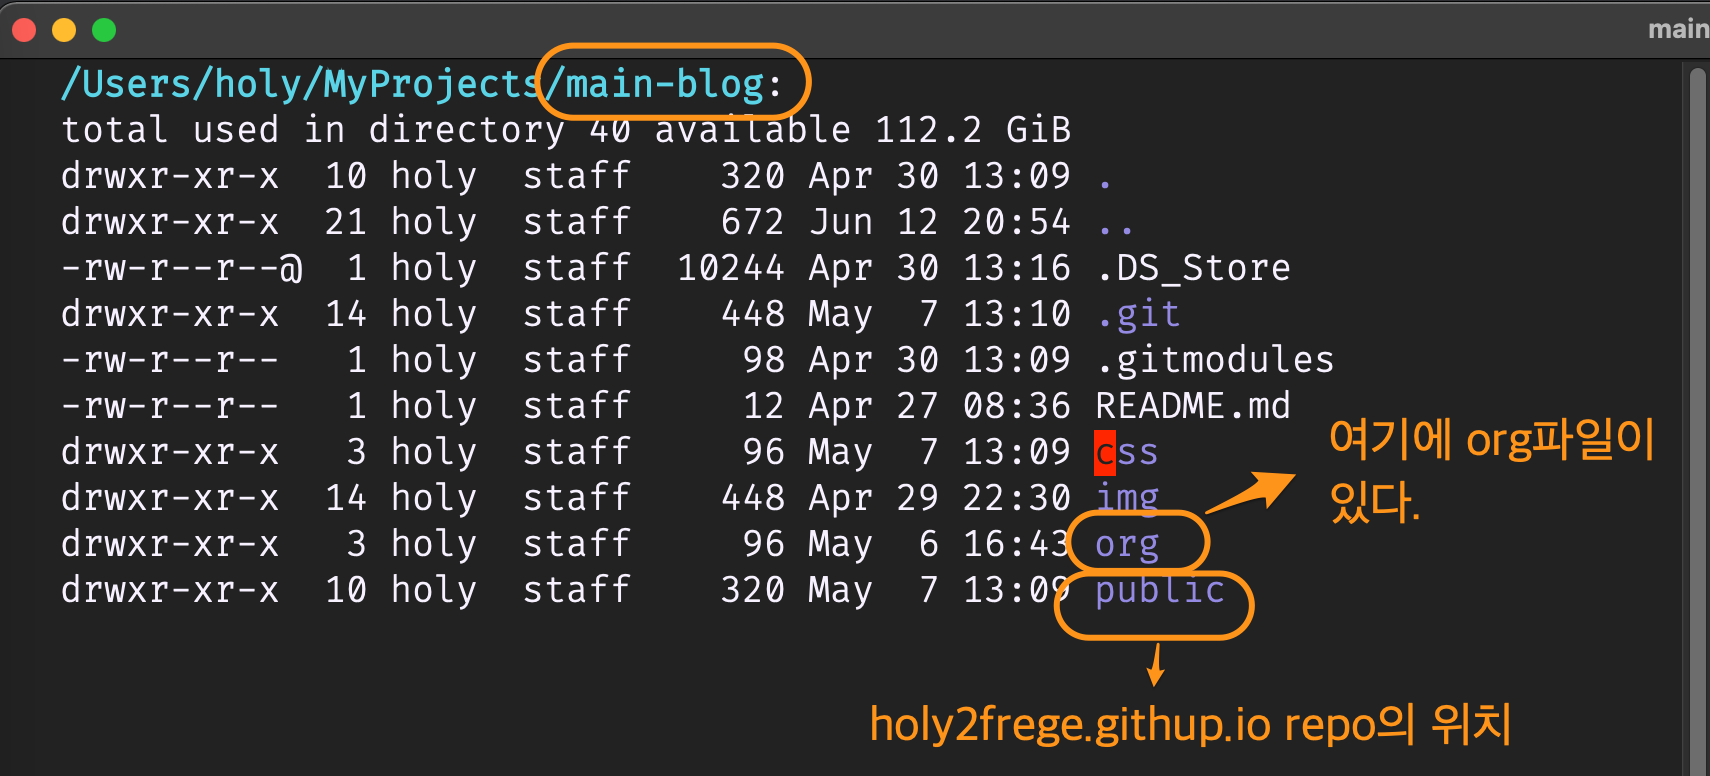 main
/Users/holy/MyProjects/main-blog:
total used in directory 40 available 112.2 GiB
drwxr-xr-x  10 holy  staff    320 Apr 30 13:09 .
drwxr-xr-x  21 holy  staff    672 Jun 12 20:54 ..
-rw-r--r--@  1 holy  staff  10244 Apr 30 13:16 .DS_Store
drwxr-xr-x  14 holy  staff    448 May  7 13:10 .git
-rw-r--r--   1 holy  staff     98 Apr 30 13:09 .gitmodules
-rw-r--r--   1 holy  staff     12 Apr 27 08:36 README.md
drwxr-xr-x   3 holy  staff     96 May  7 13:09 css
drwxr-xr-x  14 holy  staff    448 Apr 29 22:30 img
drwxr-xr-x   3 holy  staff     96 May  6 16:43 org
drwxr-xr-x  10 holy  staff    320 May  7 13:09 public
여기에 org파일이
있다.
holy2frege.githup.io repo의 위치